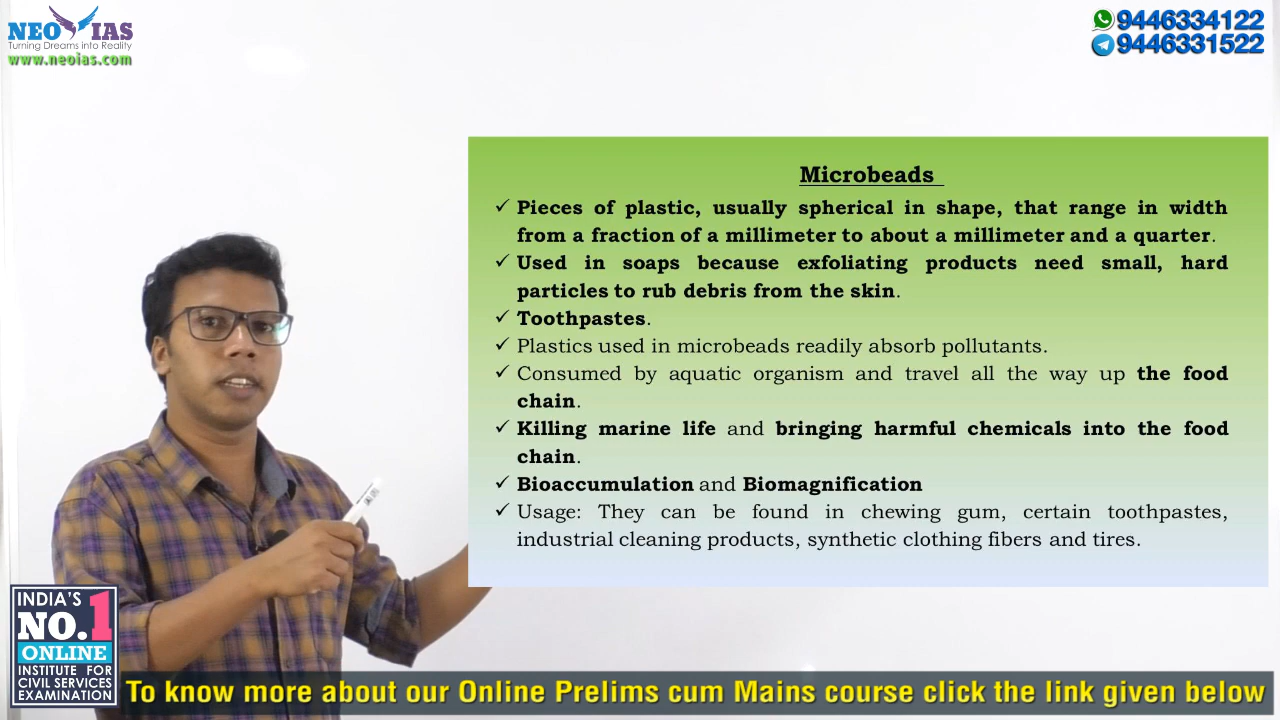 NEO IAS
Turning Dreams into Reality
www.neoias.com
9446334122
9446331522
Microbeads
✓ Pieces of plastic, usually spherical in shape, that range in width
from a fraction of a millimeter to about a millimeter and a quarter.
✓ Used in soaps because exfoliating products need small, hard
particles to rub debris from the skin.
✓ Toothpastes.
✓ Plastics used in microbeads readily absorb pollutants.
✓ Consumed by aquatic organism and travel all the way up the food
chain.
✓ Killing marine life and bringing harmful chemicals into the food
chain.
✓ Bioaccumulation and Biomagnification
✓ Usage: They can be found in chewing gum, certain toothpastes,
industrial cleaning products, synthetic clothing fibers and tires.
INDIA'S
NO.1
ONLINE
INSTITUTE FOR
CIVIL SERVICES
EXAMINATION
To know more about our Online Prelims cum Mains course click the link given below